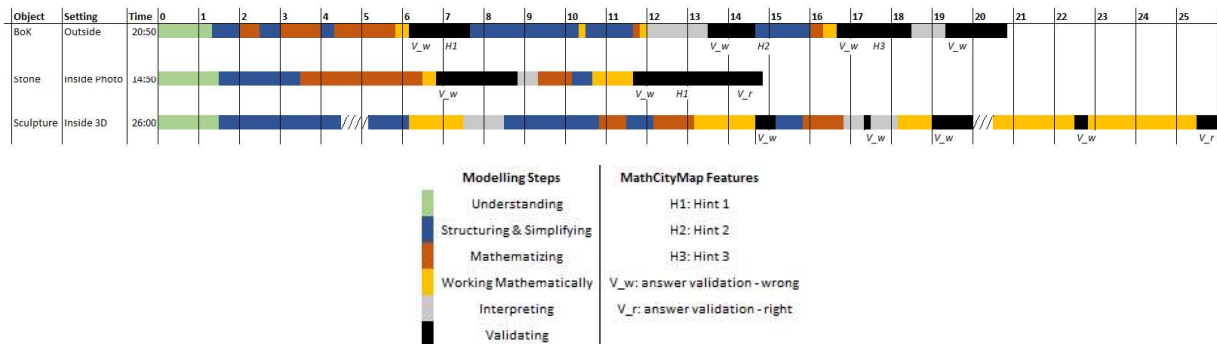 Object Setting Time 0 1 2 3 4 5 6 7 8 9 10 11 12 13 14 15 16 17 18 19 20 21 22 23 24 25
BoK Outside 20:50
V_w H1 V_w H2 V_w H3 V_w
Stone Inside Photo 14:50
V_w V_w H1 V_r
Sculpture Inside 3D 26:00
V_w V_w V_w V_w V_r
Modelling Steps MathCityMap Features
Understanding H1: Hint 1
Structuring & Simplifying H2: Hint 2
Mathematizing H3: Hint 3
Working Mathematically V_w: answer validation - wrong
Interpreting V_r: answer validation - right
Validating